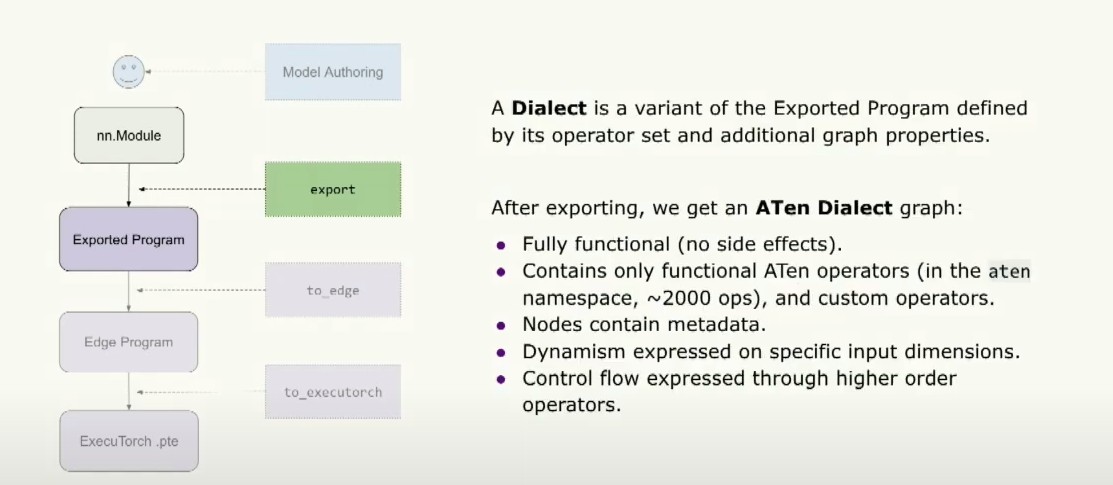 Model Authoring
nn.Module
export
Exported Program
to_edge
Edge Program
to_executorch
ExecuTorch .pte
A Dialect is a variant of the Exported Program defined
by its operator set and additional graph properties.
After exporting, we get an ATen Dialect graph:
• Fully functional (no side effects).
• Contains only functional ATen operators (in the aten
namespace, ~2000 ops), and custom operators.
• Nodes contain metadata.
• Dynamism expressed on specific input dimensions.
• Control flow expressed through higher order
operators.